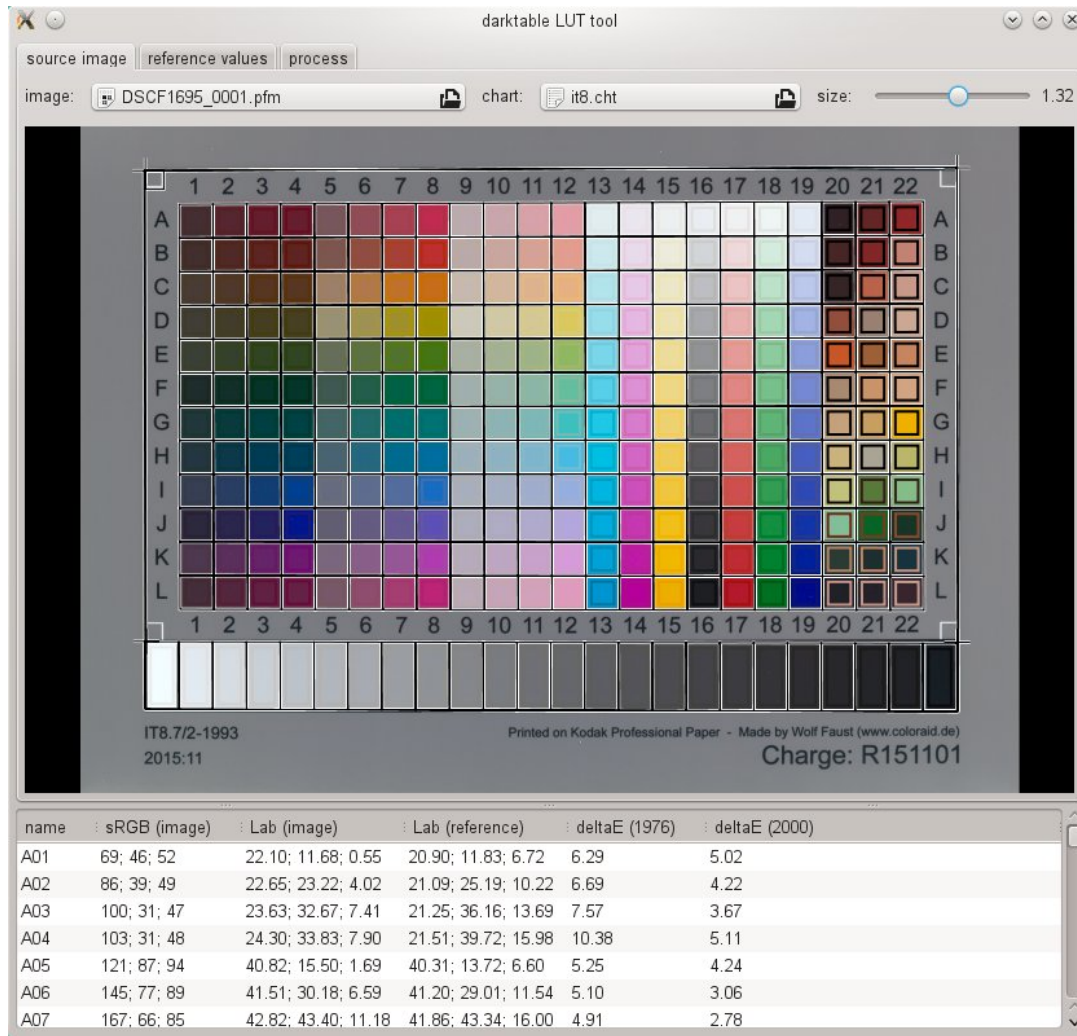 darktable LUT tool
source image reference values process
image: DSCF1695_0001.pfm chart: it8.cht size: 1.32
1 2 3 4 5 6 7 8 9 10 11 12 13 14 15 16 17 18 19 20 21 22
A A
B B
C C
D D
E E
F F
G G
H H
I I
J J
K K
L L
1 2 3 4 5 6 7 8 9 10 11 12 13 14 15 16 17 18 19 20 21 22
IT8.7/2-1993 Printed on Kodak Professional Paper - Made by Wolf Faust (www.coloraid.de)
2015:11 Charge: R151101
name sRGB (image) Lab (image) Lab (reference) deltaE (1976) deltaE (2000)
A01 69; 46; 52 22.10; 11.68; 0.55 20.90; 11.83; 6.72 6.29 5.02
A02 86; 39; 49 22.65; 23.22; 4.02 21.09; 25.19; 10.22 6.69 4.22
A03 100; 31; 47 23.63; 32.67; 7.41 21.25; 36.16; 13.69 7.57 3.67
A04 103; 31; 48 24.30; 33.83; 7.90 21.51; 39.72; 15.98 10.38 5.11
A05 121; 87; 94 40.82; 15.50; 1.69 40.31; 13.72; 6.60 5.25 4.24
A06 145; 77; 89 41.51; 30.18; 6.59 41.20; 29.01; 11.54 5.10 3.06
A07 167; 66; 85 42.82; 43.40; 11.18 41.86; 43.34; 16.00 4.91 2.78